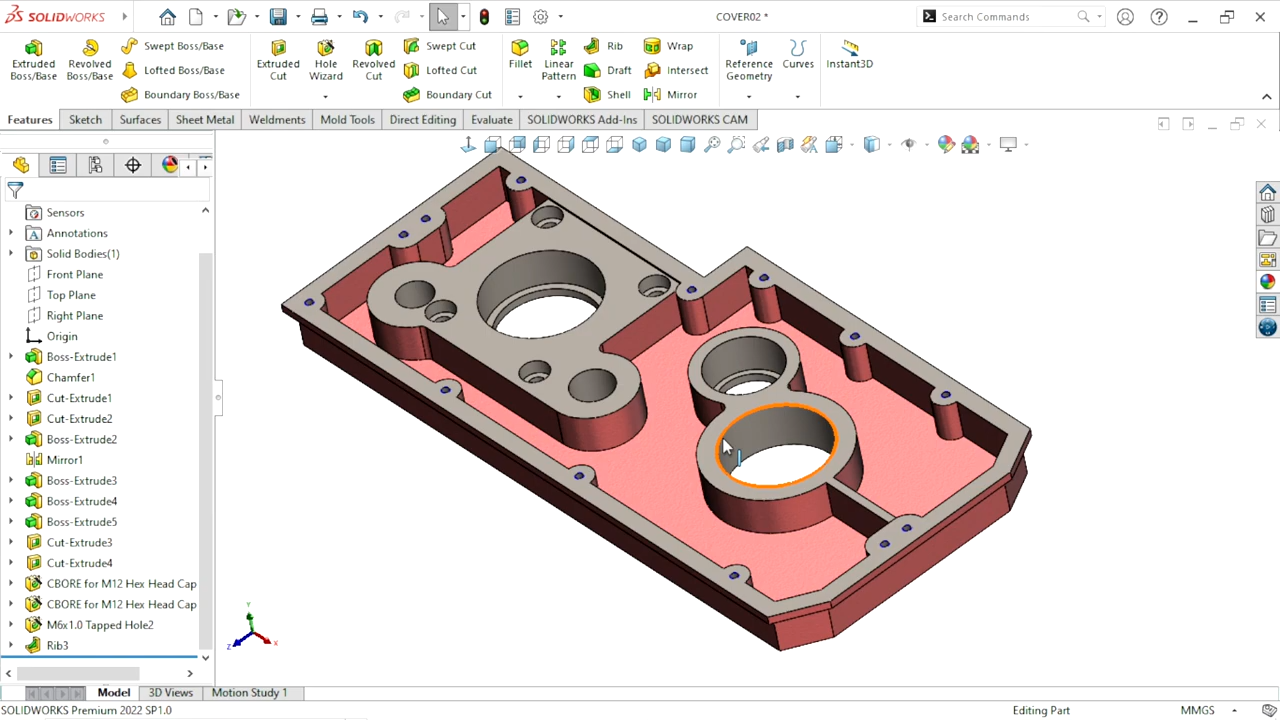 SOLIDWORKS
COVER02 *
Search Commands
Extruded Boss/Base
Revolved Boss/Base
Swept Boss/Base
Lofted Boss/Base
Boundary Boss/Base
Extruded Cut
Hole Wizard
Revolved Cut
Swept Cut
Lofted Cut
Boundary Cut
Fillet
Linear Pattern
Rib
Draft
Shell
Wrap
Intersect
Mirror
Reference Geometry
Curves
Instant3D
Features
Sketch
Surfaces
Sheet Metal
Weldments
Mold Tools
Direct Editing
Evaluate
SOLIDWORKS Add-Ins
SOLIDWORKS CAM
Sensors
Annotations
Solid Bodies(1)
Front Plane
Top Plane
Right Plane
Origin
Boss-Extrude1
Chamfer1
Cut-Extrude1
Cut-Extrude2
Boss-Extrude2
Mirror1
Boss-Extrude3
Boss-Extrude4
Boss-Extrude5
Cut-Extrude3
Cut-Extrude4
CBORE for M12 Hex Head Cap
CBORE for M12 Hex Head Cap
M6x1.0 Tapped Hole2
Rib3
Y
X
Z
Model
3D Views
Motion Study 1
SOLIDWORKS Premium 2022 SP1.0
Editing Part
MMGS